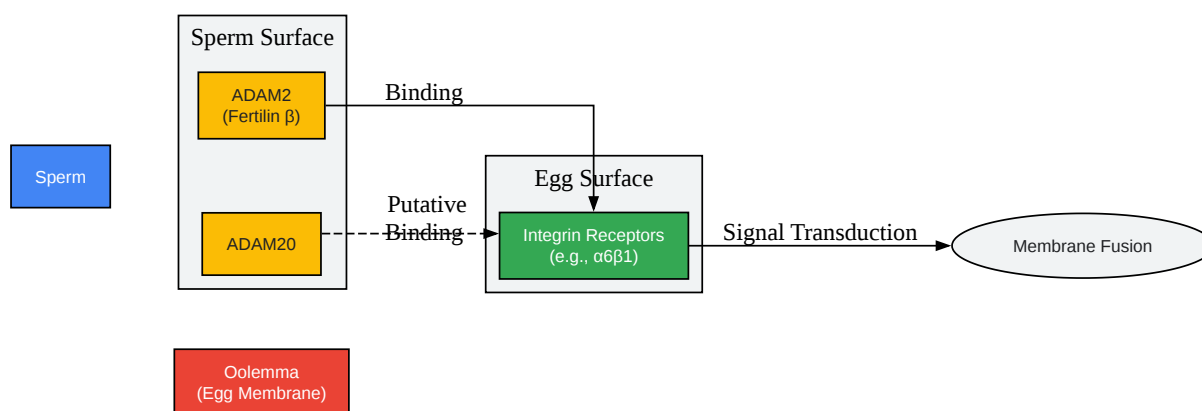 Sperm Surface
ADAM2
(Fertilin β)
Binding
Sperm
Egg Surface
ADAM20
Putative
Binding
Integrin Receptors
(e.g., α6β1)
Signal Transduction
Membrane Fusion
Oolemma
(Egg Membrane)